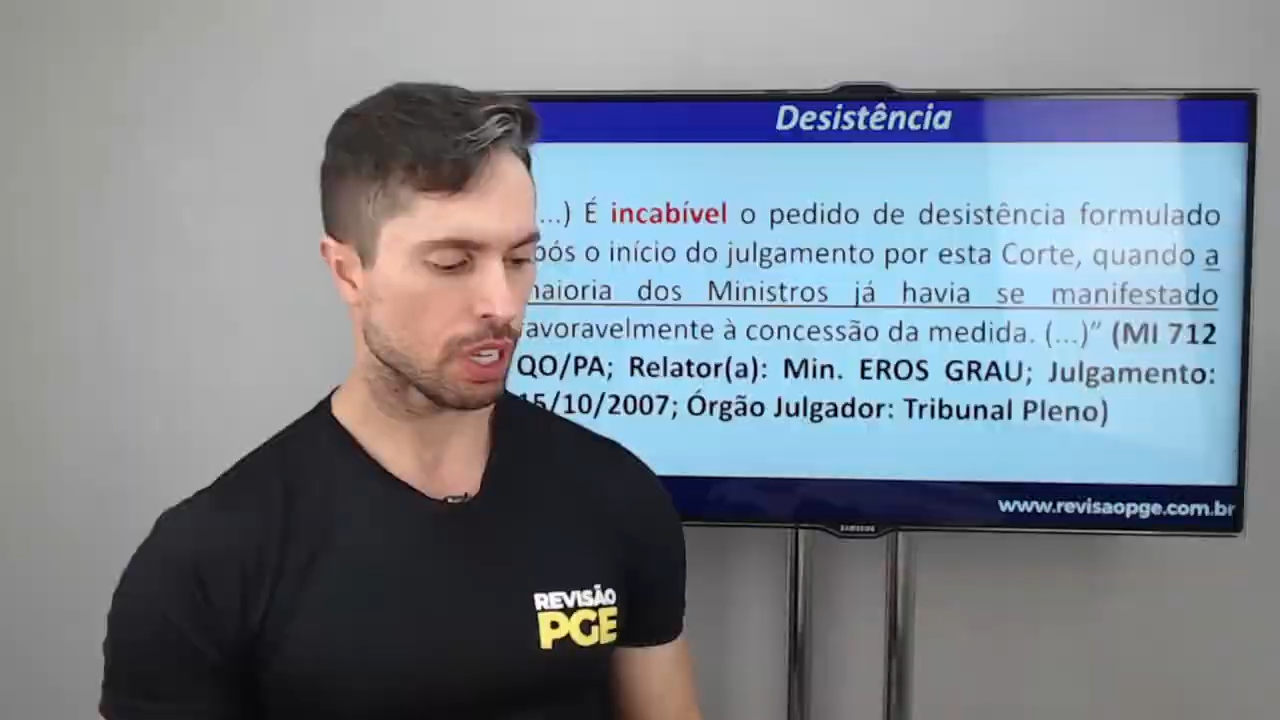 Desistência
...) É incabível o pedido de desistência formulado
pós o início do julgamento por esta Corte, quando a
maioria dos Ministros já havia se manifestado
favoravelmente à concessão da medida. (...)” (MI 712
QO/PA; Relator(a): Min. EROS GRAU; Julgamento:
15/10/2007; Órgão Julgador: Tribunal Pleno)
www.revisaopge.com.br
SAMSUNG
REVISÃO
PGE